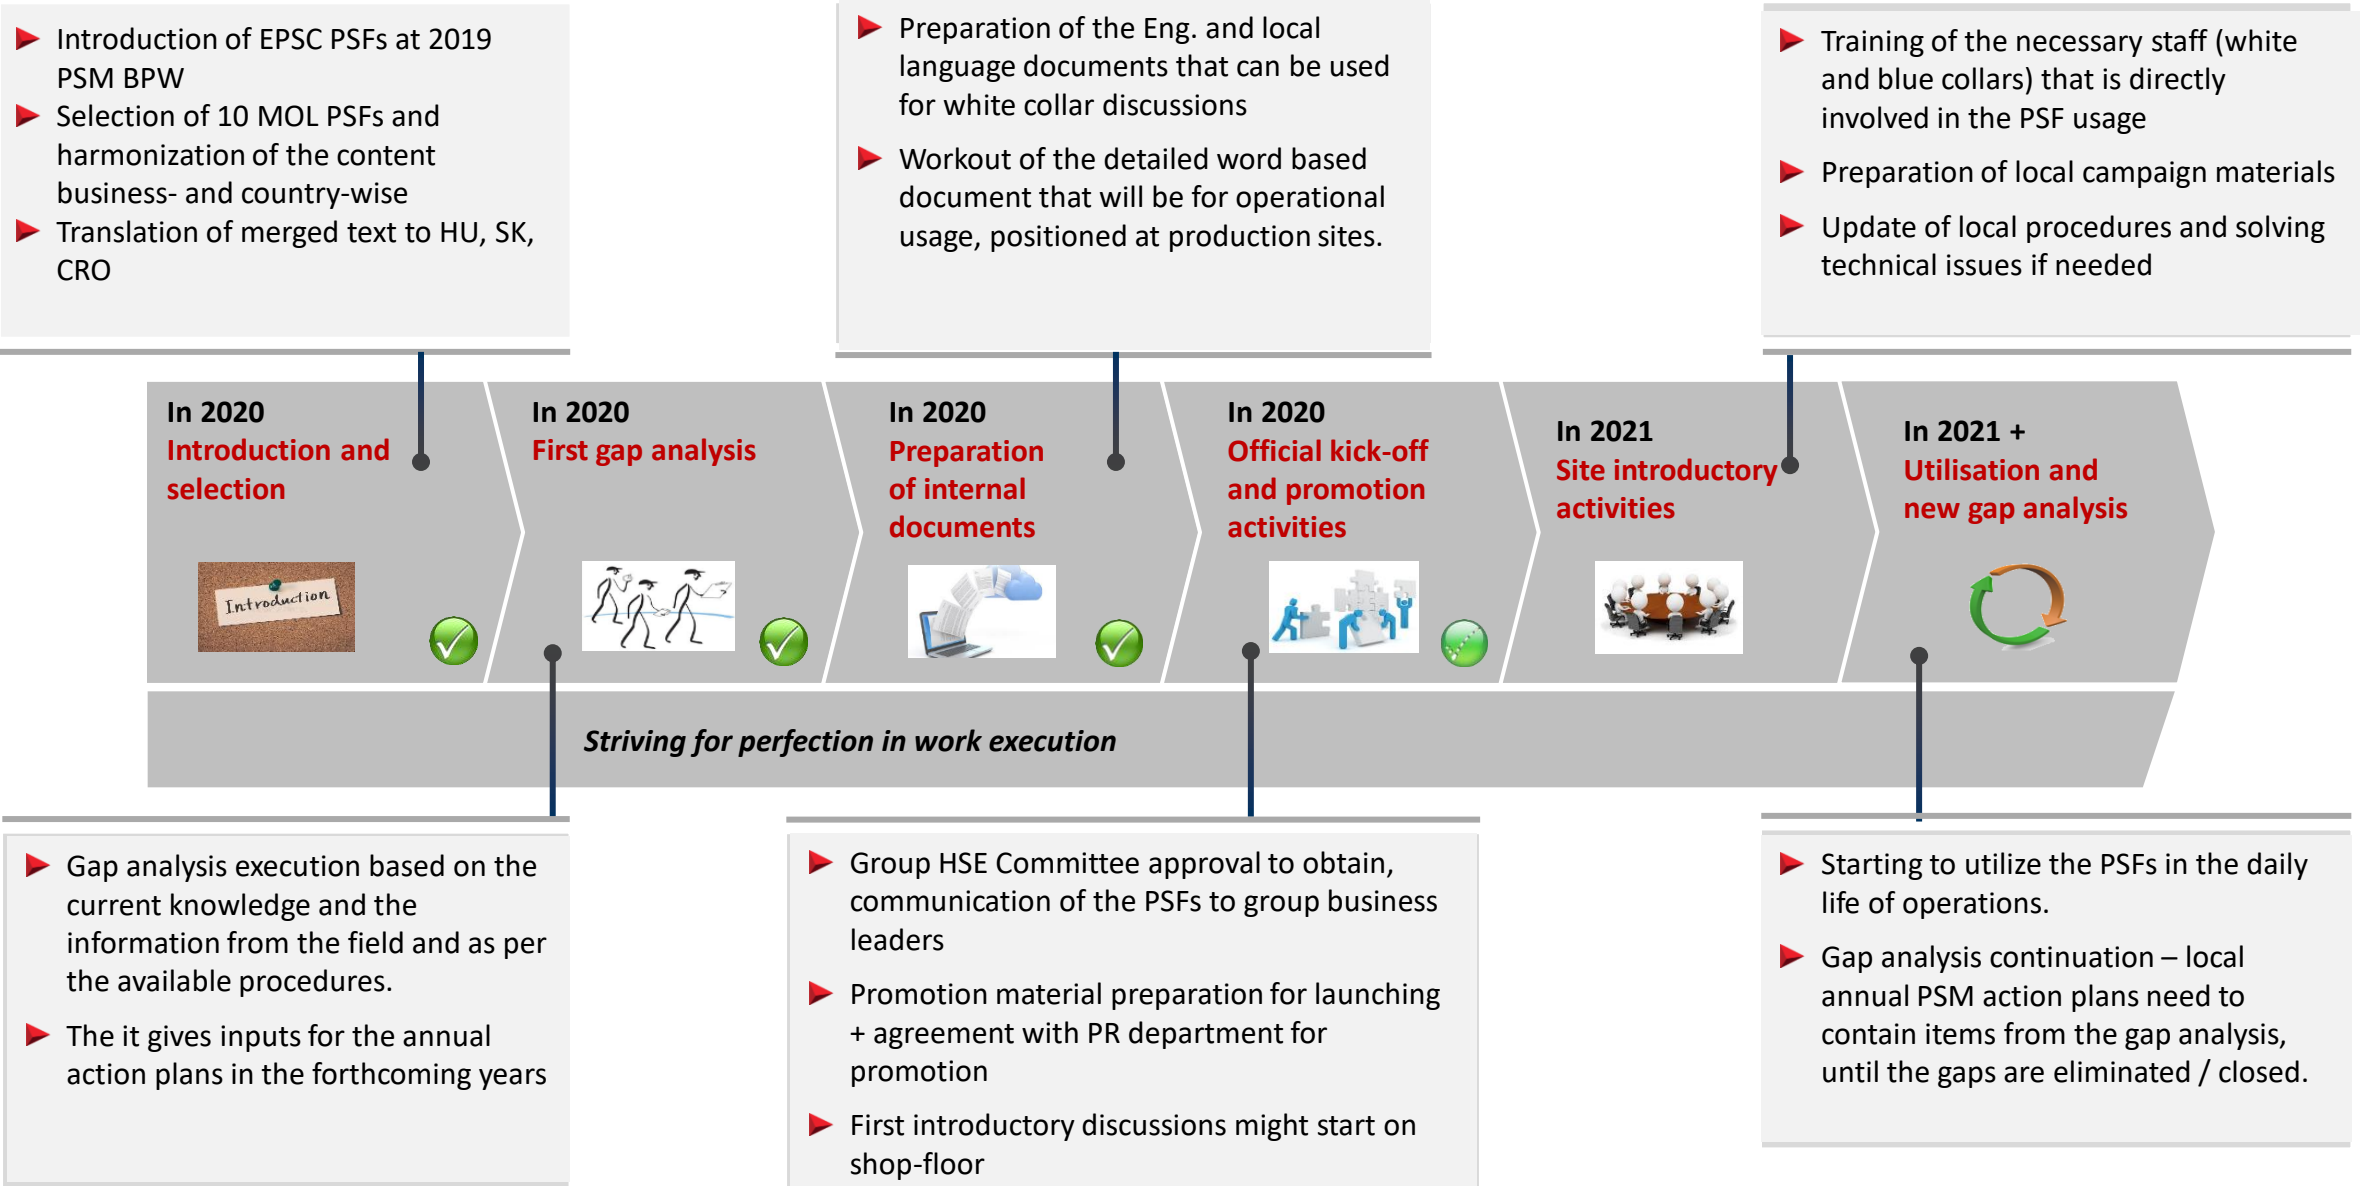 Introduction of EPSC PSFs at 2019
PSM BPW
Selection of 10 MOL PSFs and
harmonization of the content
business- and country-wise
Translation of merged text to HU, SK,
CRO
Preparation of the Eng. and local
language documents that can be used
for white collar discussions
Workout of the detailed word based
document that will be for operational
usage, positioned at production sites.
Training of the necessary staff (white
and blue collars) that is directly
involved in the PSF usage
Preparation of local campaign materials
Update of local procedures and solving
technical issues if needed
In 2020
Introduction and
selection
Introduction
In 2020
First gap analysis
In 2020
Preparation
of internal
documents
In 2020
Official kick-off
and promotion
activities
In 2021
Site introductory
activities
In 2021 +
Utilisation and
new gap analysis
Striving for perfection in work execution
Gap analysis execution based on the
current knowledge and the
information from the field and as per
the available procedures.
The it gives inputs for the annual
action plans in the forthcoming years
Group HSE Committee approval to obtain,
communication of the PSFs to group business
leaders
Promotion material preparation for launching
+ agreement with PR department for
promotion
First introductory discussions might start on
shop-floor
Starting to utilize the PSFs in the daily
life of operations.
Gap analysis continuation – local
annual PSM action plans need to
contain items from the gap analysis,
until the gaps are eliminated / closed.